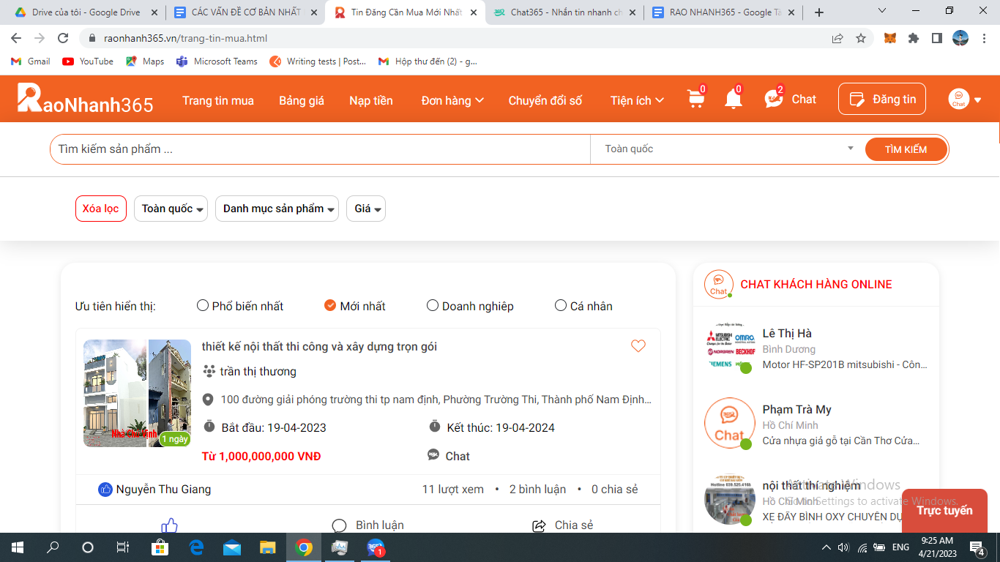 Drive của tôi - Google Drive
CÁC VẤN ĐỀ CƠ BẢN NHẤT
Tin Đăng Cần Mua Mới Nhất
Chat365 - Nhắn tin nhanh ch
RAO NHANH365 - Google Tà
raonhanh365.vn/trang-tin-mua.html
Gmail
YouTube
Maps
Microsoft Teams
Writing tests | Post...
Hộp thư đến (2) - g...
RaoNhanh365
Trang tin mua
Bảng giá
Nạp tiền
Đơn hàng
Chuyển đổi số
Tiện ích
0
0
2
Chat
Đăng tin
Chat
Tìm kiếm sản phẩm ...
Toàn quốc
TÌM KIẾM
Xóa lọc
Toàn quốc
Danh mục sản phẩm
Giá
Ưu tiên hiển thị:
Phổ biến nhất
Mới nhất
Doanh nghiệp
Cá nhân
thiết kế nội thất thi công và xây dựng trọn gói
trần thị thương
100 đường giải phóng trường thi tp nam định, Phường Trường Thi, Thành phố Nam Định...
Bắt đầu: 19-04-2023
Kết thúc: 19-04-2024
Từ 1,000,000,000 VNĐ
Chat
1 ngày
Nguyễn Thu Giang
11 lượt xem • 2 bình luận • 0 chia sẻ
Bình luận
Chia sẻ
Chat
CHAT KHÁCH HÀNG ONLINE
MITSUBISHI ELECTRIC
OMRO
NORGREN
BECKHOF
SIEMENS
Lê Thị Hà
Bình Dương
Motor HF-SP201B mitsubishi - Côn...
Chat
Phạm Trà My
Hồ Chí Minh
Cửa nhựa giả gỗ tại Cần Thơ Cửa...
Hotline 039.525.4168
nội thất thí nghiệm
Hồ Chí Minh
XE ĐẨY BÌNH OXY CHUYÊN DỤ
Activate Windows
Go to Settings to activate Windows.
Trực tuyến
365
1
ENG
9:25 AM
4/21/2023
4